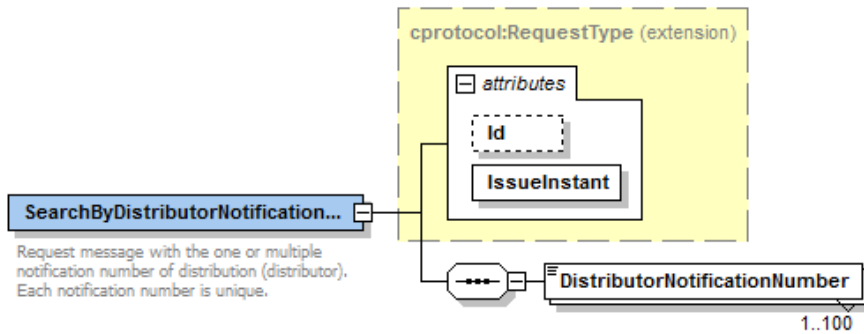 cprotocol:RequestType (extension)
attributes
Id
IssueInstant
SearchByDistributorNotification...
Request message with the one or multiple
notification number of distribution (distributor).
Each notification number is unique.
DistributorNotificationNumber
1..100